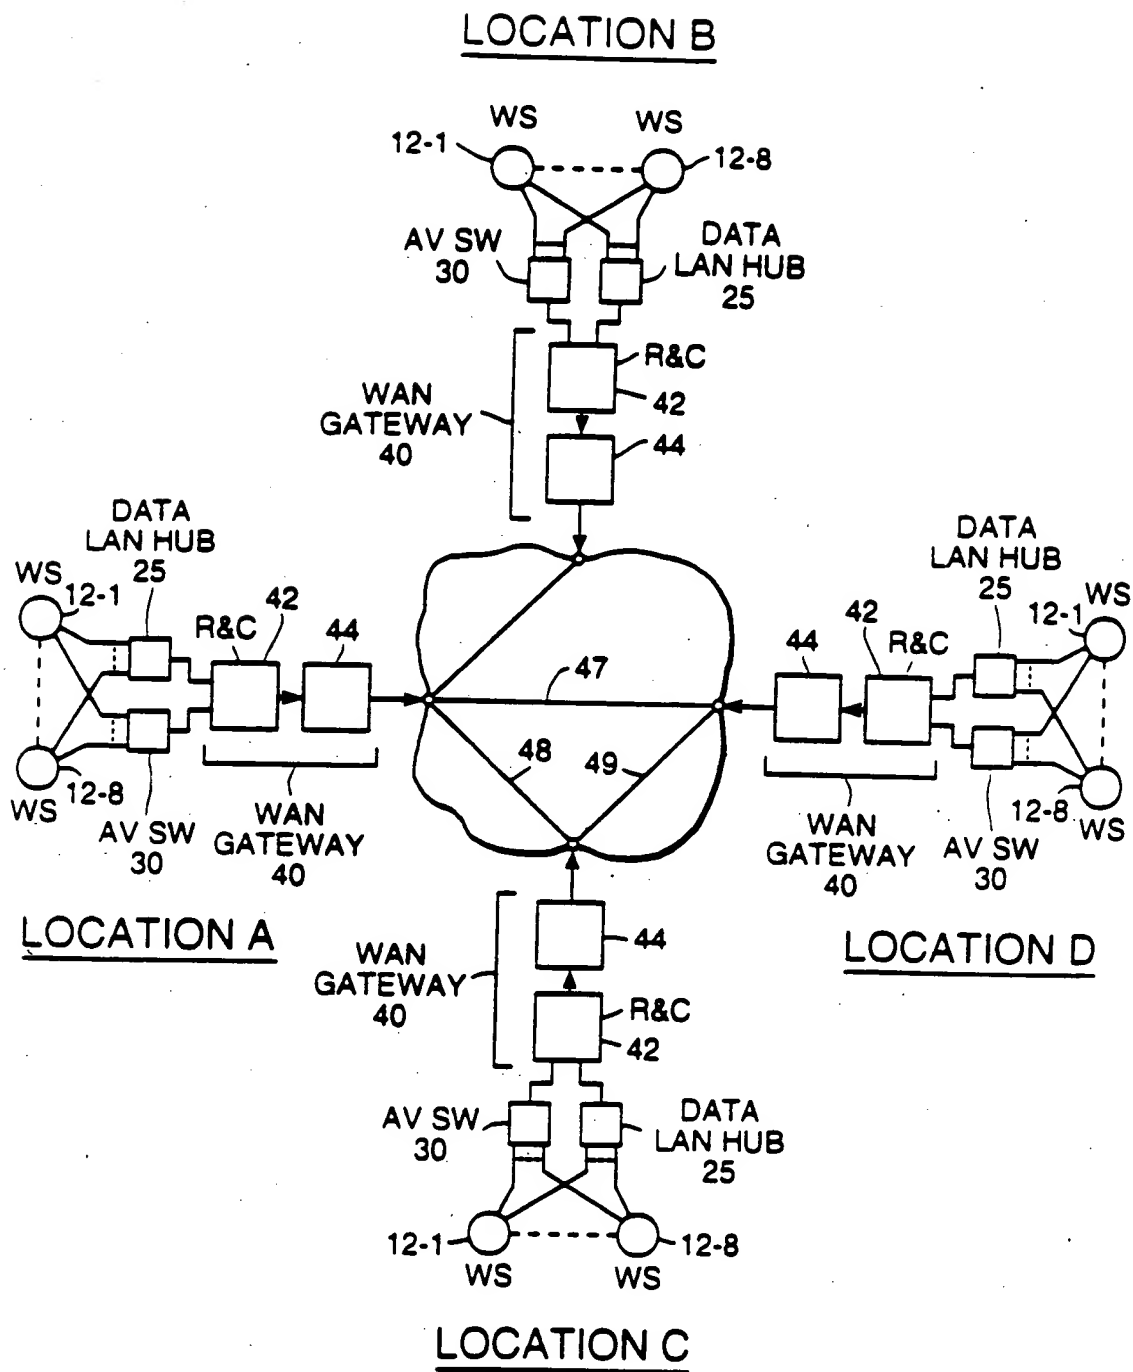 LOCATION B
WS
WS
12-1
12-8
AV SW
30
DATA
LAN HUB
25
R&C
42
WAN
GATEWAY
40
44
DATA
LAN HUB
25
WS
12-1
42
R&C
44
12-8
WS
AV SW
30
WAN
GATEWAY
40
LOCATION A
47
48
49
DATA
LAN HUB
25
WS
12-1
42
R&C
44
12-8
WS
AV SW
30
WAN
GATEWAY
40
LOCATION D
44
WAN
GATEWAY
40
R&C
42
AV SW
30
DATA
LAN HUB
25
12-1
12-8
WS
WS
LOCATION C